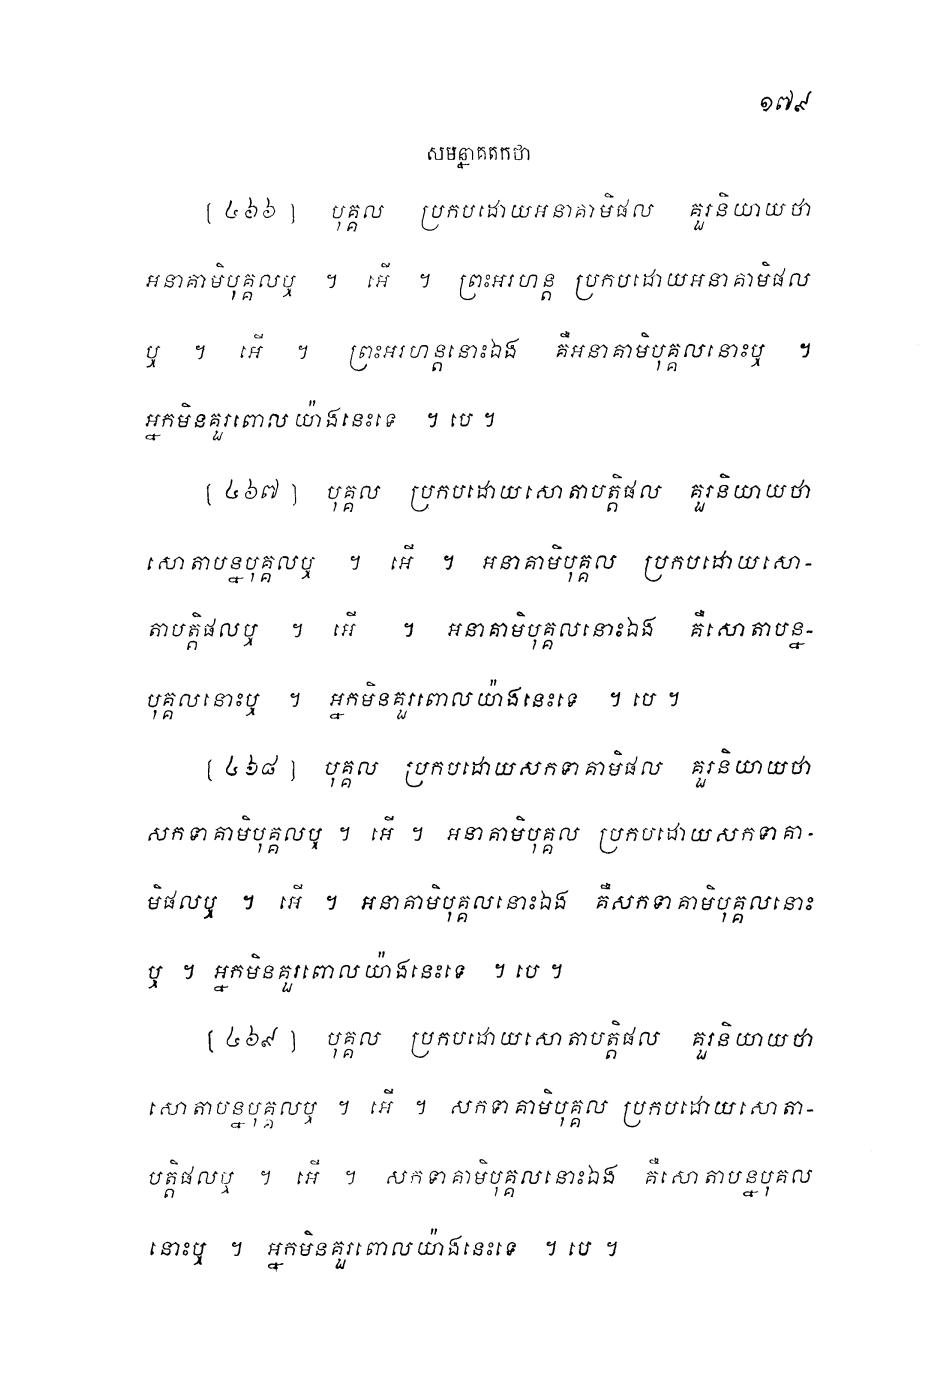 ១៧៩
សមន្នាគតកថា
[ ៤៦៦ ] បុគ្គល ប្រកបដោយអនាគាមិផល គួរនិយាយថា
អនាគាមិបុគ្គលឬ ។ អើ ។ ព្រះអរហន្ត ប្រកបដោយអនាគាមិផល
ឬ ។ អើ ។ ព្រះអរហន្តនោះឯង គឺអនាគាមិបុគ្គលនោះឬ ។
អ្នកមិនគួរពោលយ៉ាងនេះទេ ។ បេ ។
[ ៤៦៧ ] បុគ្គល ប្រកបដោយសោតាបត្តិផល គួរនិយាយថា
សោតាបន្នបុគ្គលឬ ។ អើ ។ អនាគាមិបុគ្គល ប្រកបដោយសោ-
តាបត្តិផលឬ ។ អើ ។ អនាគាមិបុគ្គលនោះឯង គឺសោតាបន្ន-
បុគ្គលនោះឬ ។ អ្នកមិនគួរពោលយ៉ាងនេះទេ ។ បេ ។
[ ៤៦៨ ] បុគ្គល ប្រកបដោយសកទាគាមិផល គួរនិយាយថា
សកទាគាមិបុគ្គលឬ ។ អើ ។ អនាគាមិបុគ្គល ប្រកបដោយសកទាគា-
មិផលឬ ។ អើ ។ អនាគាមិបុគ្គលនោះឯង គឺសកទាគាមិបុគ្គលនោះ
ឬ ។ អ្នកមិនគួរពោលយ៉ាងនេះទេ ។ បេ ។
[ ៤៦៩ ] បុគ្គល ប្រកបដោយសោតាបត្តិផល គួរនិយាយថា
សោតាបន្នបុគ្គលឬ ។ អើ ។ សកទាគាមិបុគ្គល ប្រកបដោយសោតា-
បត្តិផលឬ ។ អើ ។ សកទាគាមិបុគ្គលនោះឯង គឺសោតាបន្នបុគល
នោះឬ ។ អ្នកមិនគួរពោលយ៉ាងនេះទេ ។ បេ ។